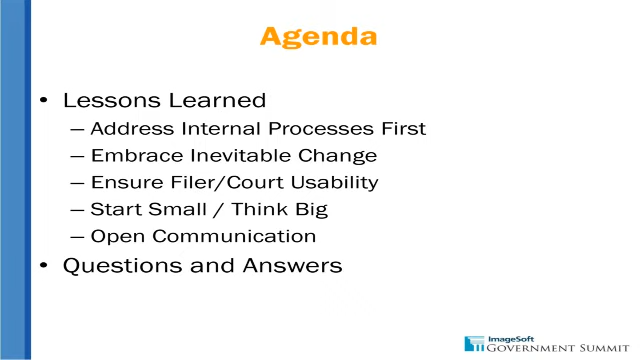 Agenda
• Lessons Learned
— Address Internal Processes First
— Embrace Inevitable Change
— Ensure Filer/Court Usability
— Start Small / Think Big
— Open Communication
• Questions and Answers
ImageSoft
GOVERNMENT SUMMIT